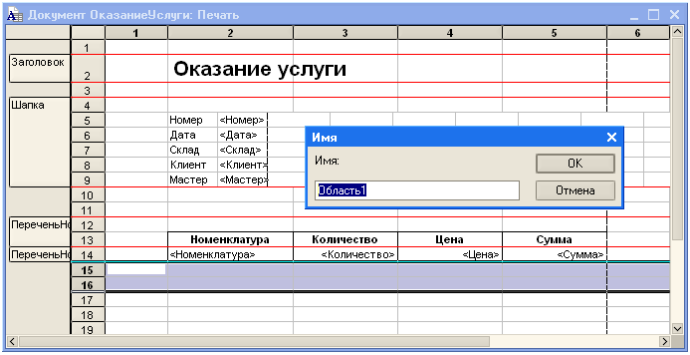 Документ ОказаниеУслуги: Печать
1 2 3 4 5 6
1
Заголовок
2 Оказание услуги
3
Шапка 4
5 Номер <Номер>
6 Дата <Дата>
7 Склад <Склад>
8 Клиент <Клиент>
9 Мастер <Мастер>
Имя
Имя:
OK
Область1
Отмена
10
11
ПереченьНо 12
13 Номенклатура Количество Цена Сумма
ПереченьНо 14 <Номенклатура> <Количество> <Цена> <Сумма>
15
16
17
18
19